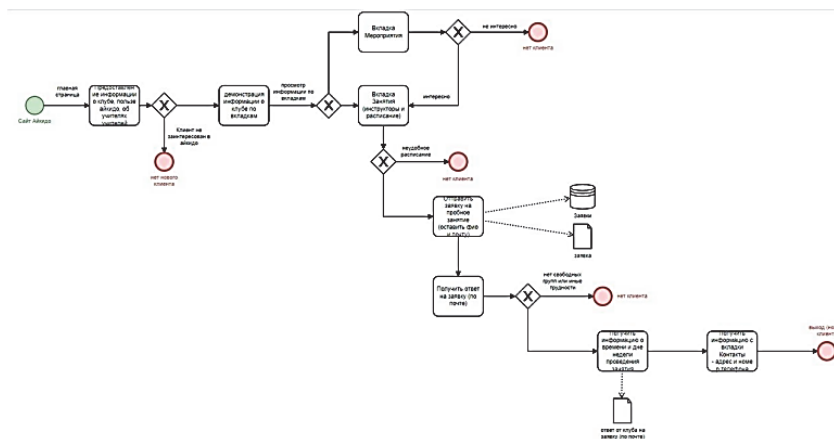 Вкладка
Мероприятия
не интересно
нет клиента
главная
страница
Предоставлен
ие информации
о клубе, пользе
айкидо, об
учителях
учителей
демонстрация
информации о
клубе по
вкладкам
просмотр
информации по
вкладкам
Вкладка
Занятия
(инструкторы и
расписание)
интересно
Сайт Айкидо
Клиент не
заинтересован в
айкидо
нет нового
клиента
неудобное
расписание
нет клиента
Отправить
заявку на
пробное
занятие
(оставить фио
и почту)
Заявки
заявка
Получить ответ
на заявку (по
почте)
нет свободных
групп или иные
трудности
нет клиента
Получить
информацию о
времени и дне
недели
проведения
занятия
Получить
информацию с
вкладки
Контакты
- адрес и номе
р телефона
выход (но
клиент
ответ от клуба на
заявку (по почте)